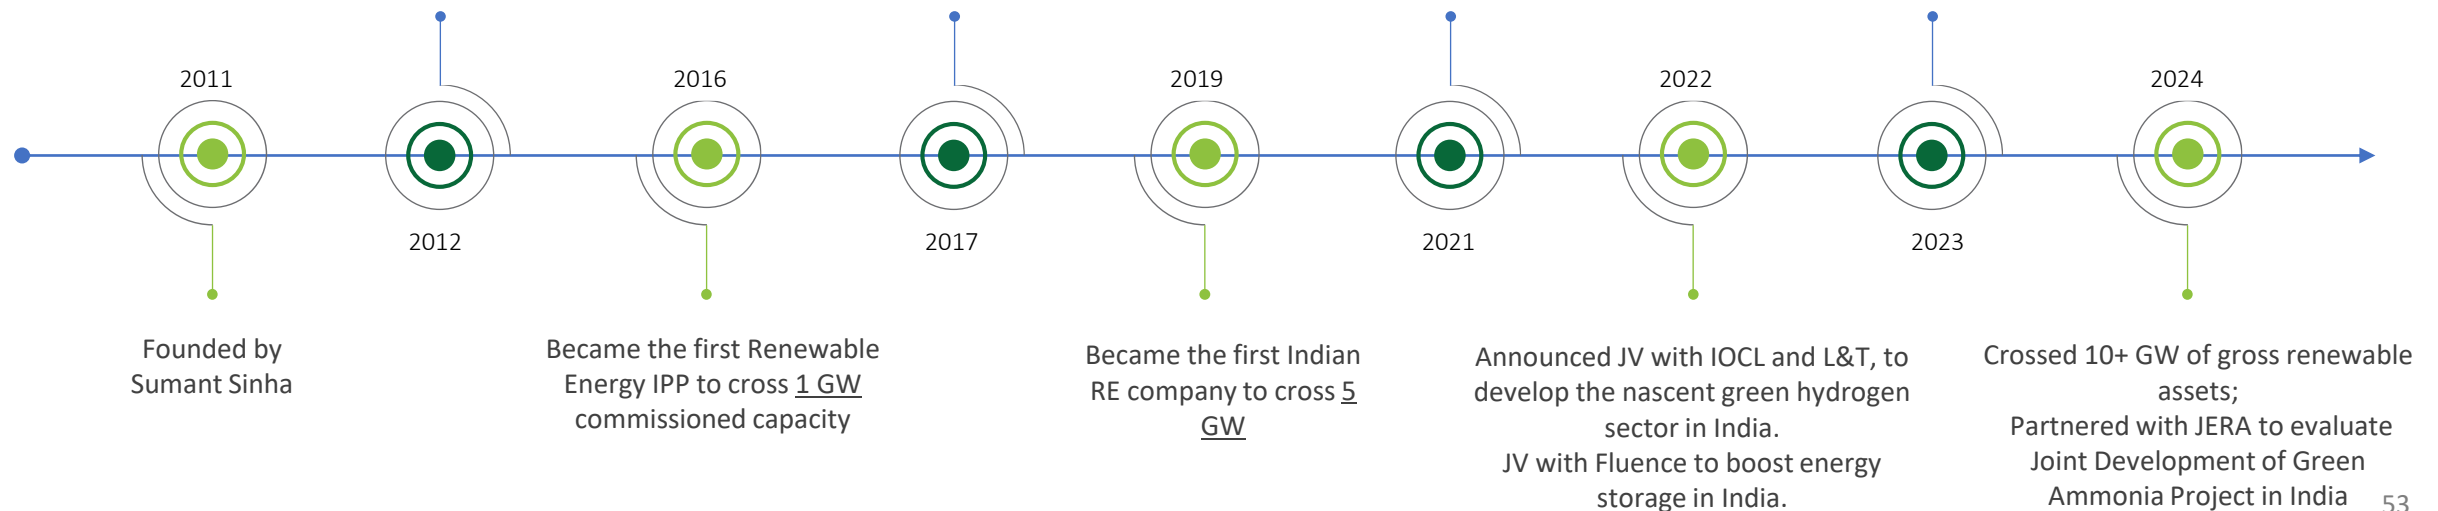 2011
2016
2019
2022
2024
2012
2017
2021
2023
Founded by
Sumant Sinha
Became the first Renewable
Energy IPP to cross 1 GW
commissioned capacity
Became the first Indian
RE company to cross 5
GW
Announced JV with IOCL and L&T, to
develop the nascent green hydrogen
sector in India.
JV with Fluence to boost energy
storage in India.
Crossed 10+ GW of gross renewable
assets;
Partnered with JERA to evaluate
Joint Development of Green
Ammonia Project in India
53